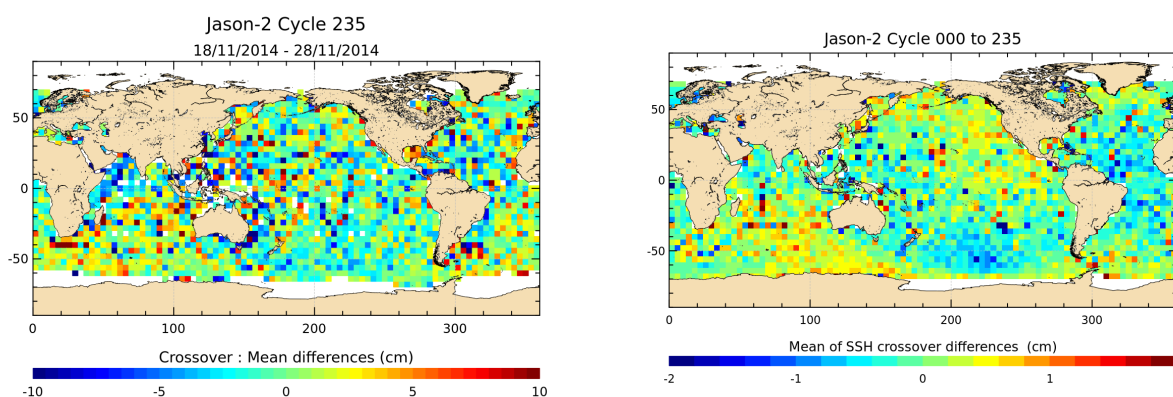 Jason-2 Cycle 235
18/11/2014 - 28/11/2014
50
0
-50
0 100 200 300
Crossover : Mean differences (cm)
-10 -5 0 5 10
Jason-2 Cycle 000 to 235
50
0
-50
0 100 200 300
Mean of SSH crossover differences (cm)
-2 -1 0 1